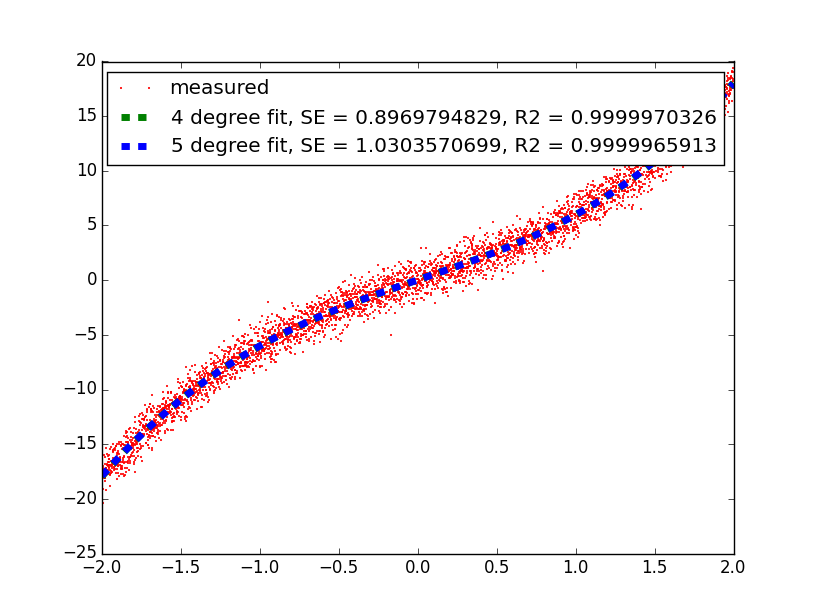 20
15
10
5
0
−5
−10
−15
−20
−25
measured
4 degree fit, SE = 0.8969794829, R2 = 0.9999970326
5 degree fit, SE = 1.0303570699, R2 = 0.9999965913
−2.0 −1.5 −1.0 −0.5 0.0 0.5 1.0 1.5 2.0